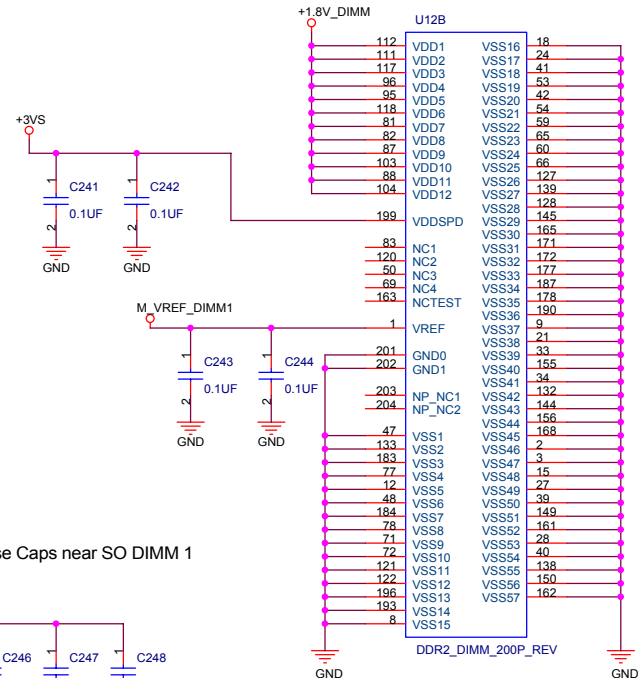 +1.8V_DIMM
U12B
112 VDD1 VSS16 18
111 VDD2 VSS17 24
117 VDD3 VSS18 41
96 VDD4 VSS19 53
95 VDD5 VSS20 42
118 VDD6 VSS21 54
81 VDD7 VSS22 59
82 VDD8 VSS23 65
87 VDD9 VSS24 60
103 VDD10 VSS25 66
88 VDD11 VSS26 127
104 VDD12 VSS27 139
VSS28 128
199 VDDSPD VSS29 145
VSS30 165
83 NC1 VSS31 171
120 NC2 VSS32 172
50 NC3 VSS33 177
69 NC4 VSS34 187
163 NCTEST VSS35 178
VSS36 190
1 VREF VSS37 9
VSS38 21
201 GND0 VSS39 33
202 GND1 VSS40 155
VSS41 34
203 NP_NC1 VSS42 132
204 NP_NC2 VSS43 144
VSS44 156
47 VSS1 VSS45 168
133 VSS2 VSS46 2
183 VSS3 VSS47 3
77 VSS4 VSS48 15
12 VSS5 VSS49 27
48 VSS6 VSS50 39
184 VSS7 VSS51 149
78 VSS8 VSS52 161
71 VSS9 VSS53 28
72 VSS10 VSS54 40
121 VSS11 VSS55 138
122 VSS12 VSS56 150
196 VSS13 VSS57 162
193 VSS14
8 VSS15
DDR2_DIMM_200P_REV
GND
GND
+3VS
1 C241 1 C242
0.1UF 0.1UF
2 2
GND GND
M_VREF_DIMM1
1 C243 1 C244
0.1UF 0.1UF
2 2
GND GND
se Caps near SO DIMM 1
C246 1 C247 1 C248